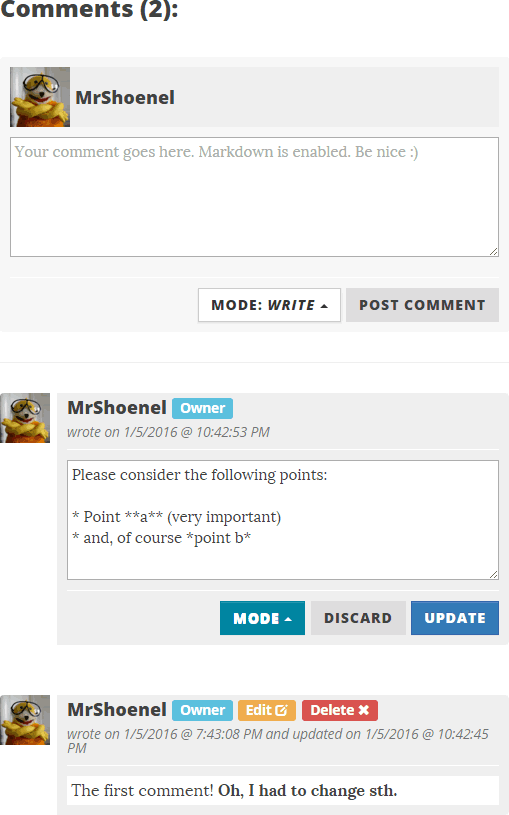 Comments (2):
MrShoenel
Your comment goes here. Markdown is enabled. Be nice :)
MODE: WRITE
POST COMMENT
MrShoenel Owner
wrote on 1/5/2016 @ 10:42:53 PM
Please consider the following points:
* Point **a** (very important)
* and, of course *point b*
MODE
DISCARD
UPDATE
MrShoenel Owner Edit Delete
wrote on 1/5/2016 @ 7:43:08 PM and updated on 1/5/2016 @ 10:42:45
PM
The first comment! Oh, I had to change sth.